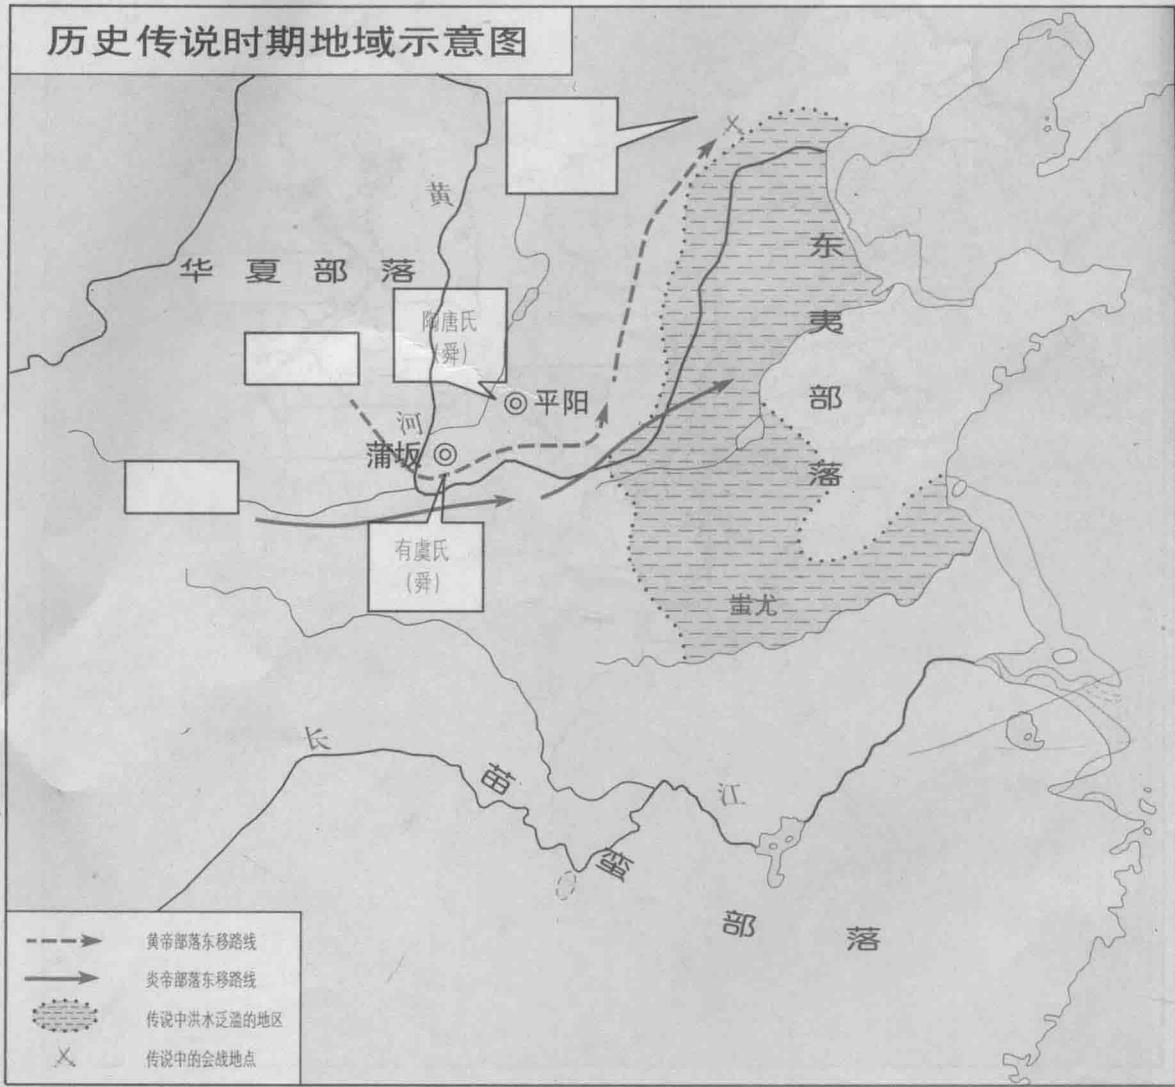 历史传说时期地域示意图
黄
河
华夏部落
陶唐氏
(舜)
平阳
蒲坂
有虞氏
(舜)
东夷部落
蚩尤
长
江
苗蛮部落
黄帝部落东移路线
炎帝部落东移路线
传说中洪水泛滥的地区
传说中的会战地点